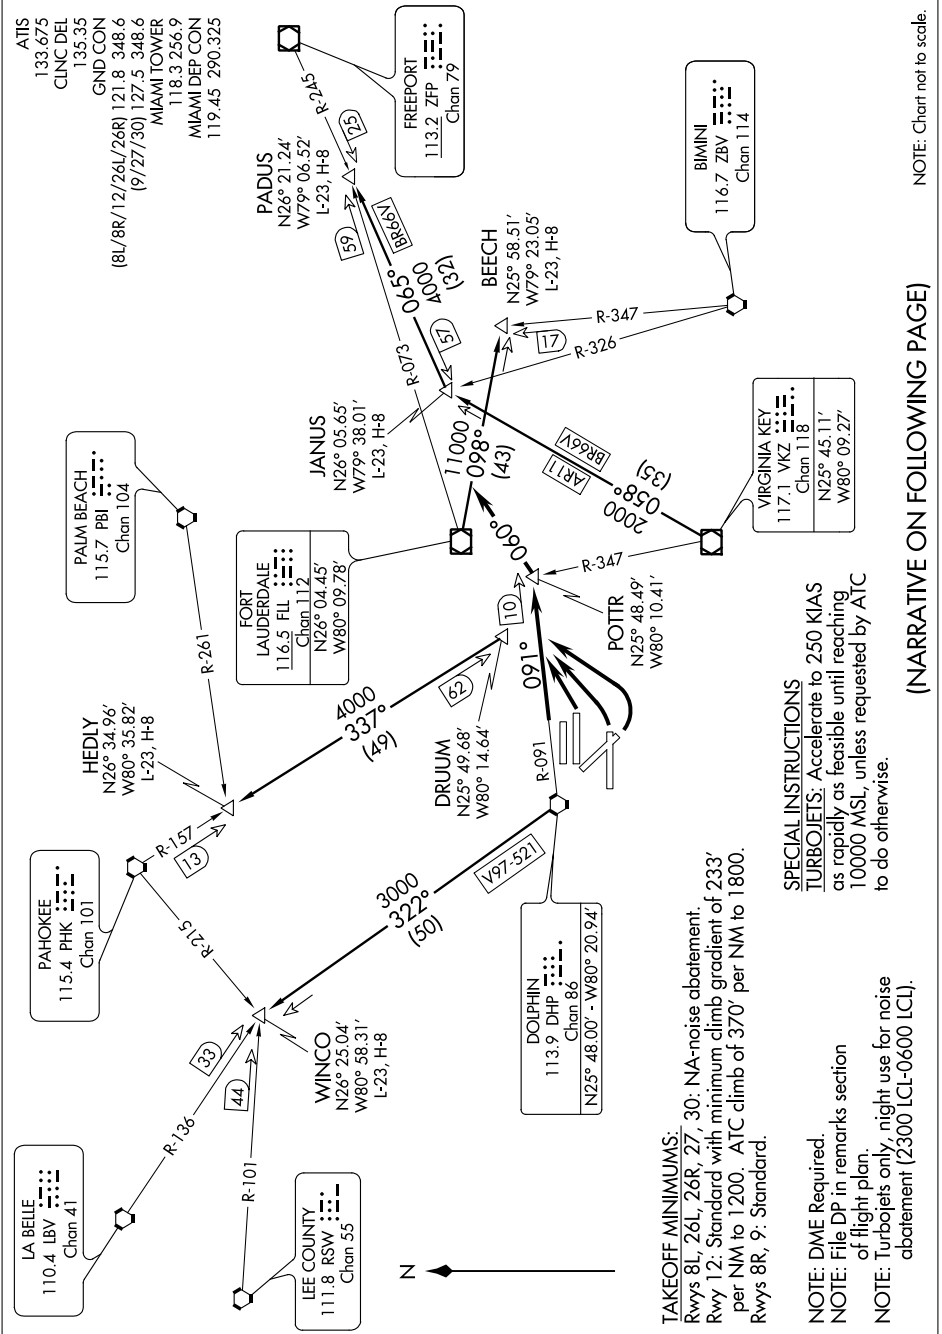 ATIS
133.675
CLNC DEL
135.35
GND CON
(8L/8R/12/26L/26R) 121.8 348.6
(9/27/30) 127.5 348.6
MIAMI TOWER
118.3 256.9
MIAMI DEP CON
119.45 290.325
LA BELLE
110.4 LBV
Chan 41
R-136
33
LEE COUNTY
111.8 RSW
Chan 55
R-101
44
N
PAHOKEE
115.4 PHK
Chan 101
R-215
R-157
13
WINCO
N26° 25.04′
W80° 58.31′
L-23, H-8
HEDLY
N26° 34.96′
W80° 35.82′
L-23, H-8
PALM BEACH
115.7 PBI
Chan 104
R-261
3000
322°
(50)
V97-521
4000
337°
(49)
62
DRUUM
N25° 49.68′
W80° 14.64′
DOLPHIN
113.9 DHP
Chan 86
N25° 48.00′ - W80° 20.94′
R-091
091°
10
FORT
LAUDERDALE
116.5 FLL
Chan 112
N26° 04.45′
W80° 09.78′
060°
POTTR
N25° 48.49′
W80° 10.41′
R-347
VIRGINIA KEY
117.1 VKZ
Chan 118
N25° 45.11′
W80° 09.27′
2000
058°
(35)
AR11
BR66V
11000
098°
(43)
JANUS
N26° 05.65′
W79° 38.01′
L-23, H-8
R-073
59
57
065°
4000
(32)
BR66V
PADUS
N26° 21.24′
W79° 06.52′
L-23, H-8
25
R-245
FREEPORT
113.2 ZFP
Chan 79
BEECH
N25° 58.51′
W79° 23.05′
L-23, H-8
17
R-347
R-326
BIMINI
116.7 ZBV
Chan 114
TAKEOFF MINIMUMS:
Rwys 8L, 26L, 26R, 27, 30: NA-noise abatement.
Rwy 12: Standard with minimum climb gradient of 233′
per NM to 1200. ATC climb of 370′ per NM to 1800.
Rwys 8R, 9: Standard.
NOTE: DME Required.
NOTE: File DP in remarks section
of flight plan.
NOTE: Turbojets only, night use for noise
abatement (2300 LCL-0600 LCL).
SPECIAL INSTRUCTIONS
TURBOJETS: Accelerate to 250 KIAS
as rapidly as feasible until reaching
10000 MSL, unless requested by ATC
to do otherwise.
(NARRATIVE ON FOLLOWING PAGE)
NOTE: Chart not to scale.